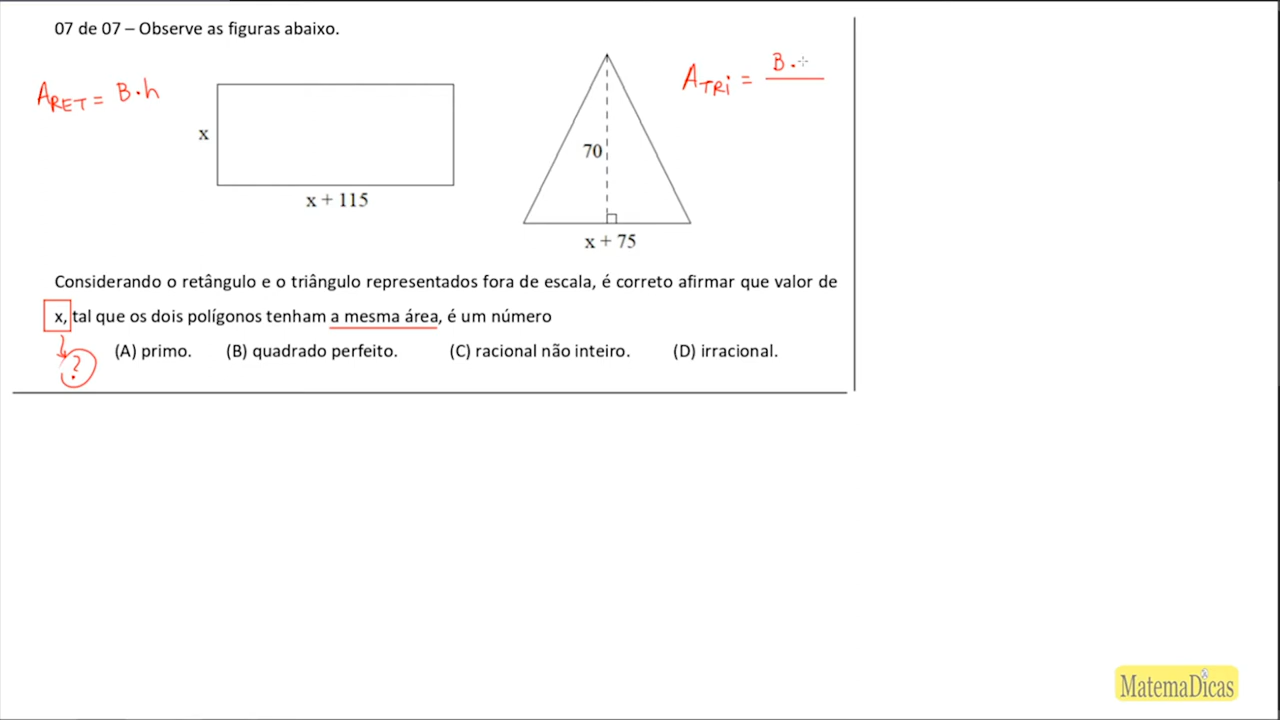 07 de 07 – Observe as figuras abaixo.
A RET = B.h
x
x + 115
70
x + 75
A TRi = B.
Considerando o retângulo e o triângulo representados fora de escala, é correto afirmar que valor de
x, tal que os dois polígonos tenham a mesma área, é um número
?
(A) primo. (B) quadrado perfeito. (C) racional não inteiro. (D) irracional.
MatemaDicas